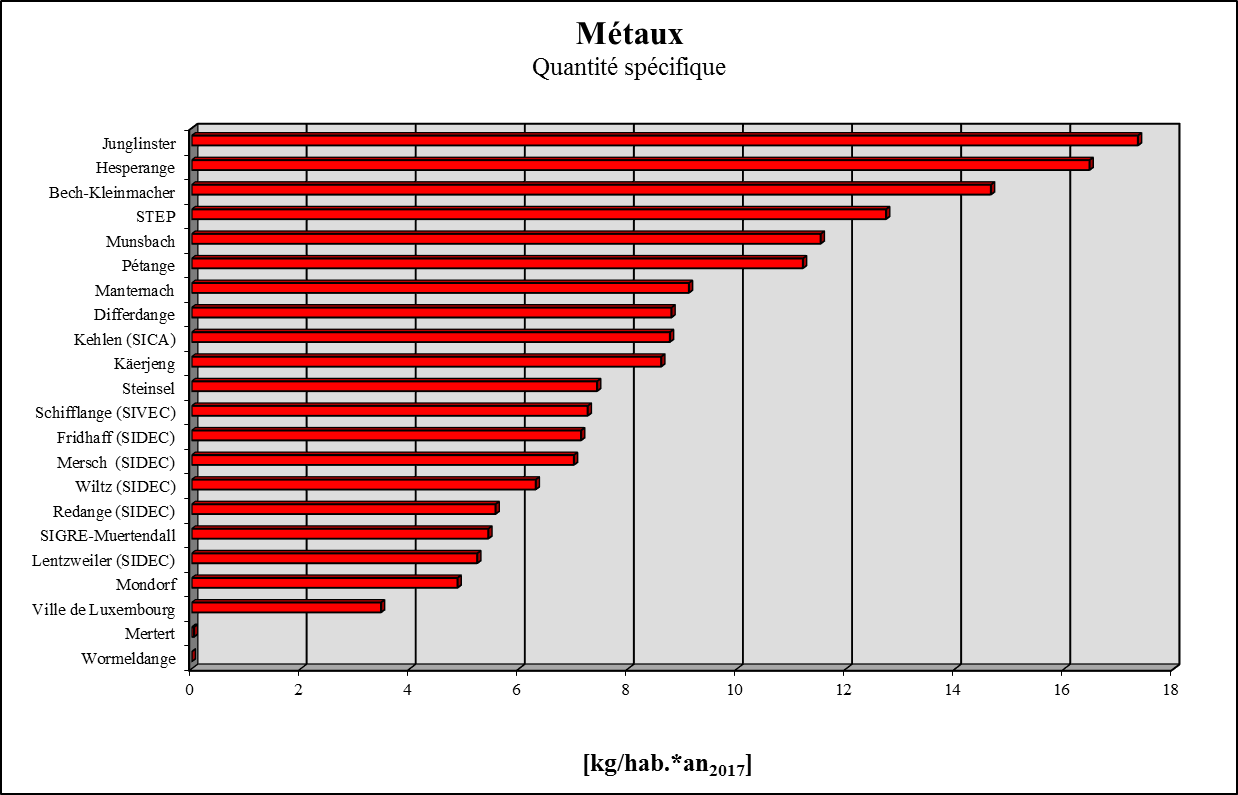 Métaux
Quantité spécifique
Junglinster
Hesperange
Bech-Kleinmacher
STEP
Munsbach
Pétange
Manternach
Differdange
Kehlen (SICA)
Käerjeng
Steinsel
Schifflange (SIVEC)
Fridhaff (SIDEC)
Mersch  (SIDEC)
Wiltz (SIDEC)
Redange (SIDEC)
SIGRE-Muertendall
Lentzweiler (SIDEC)
Mondorf
Ville de Luxembourg
Mertert
Wormeldange
0 2 4 6 8 10 12 14 16 18
[kg/hab.*an2017]